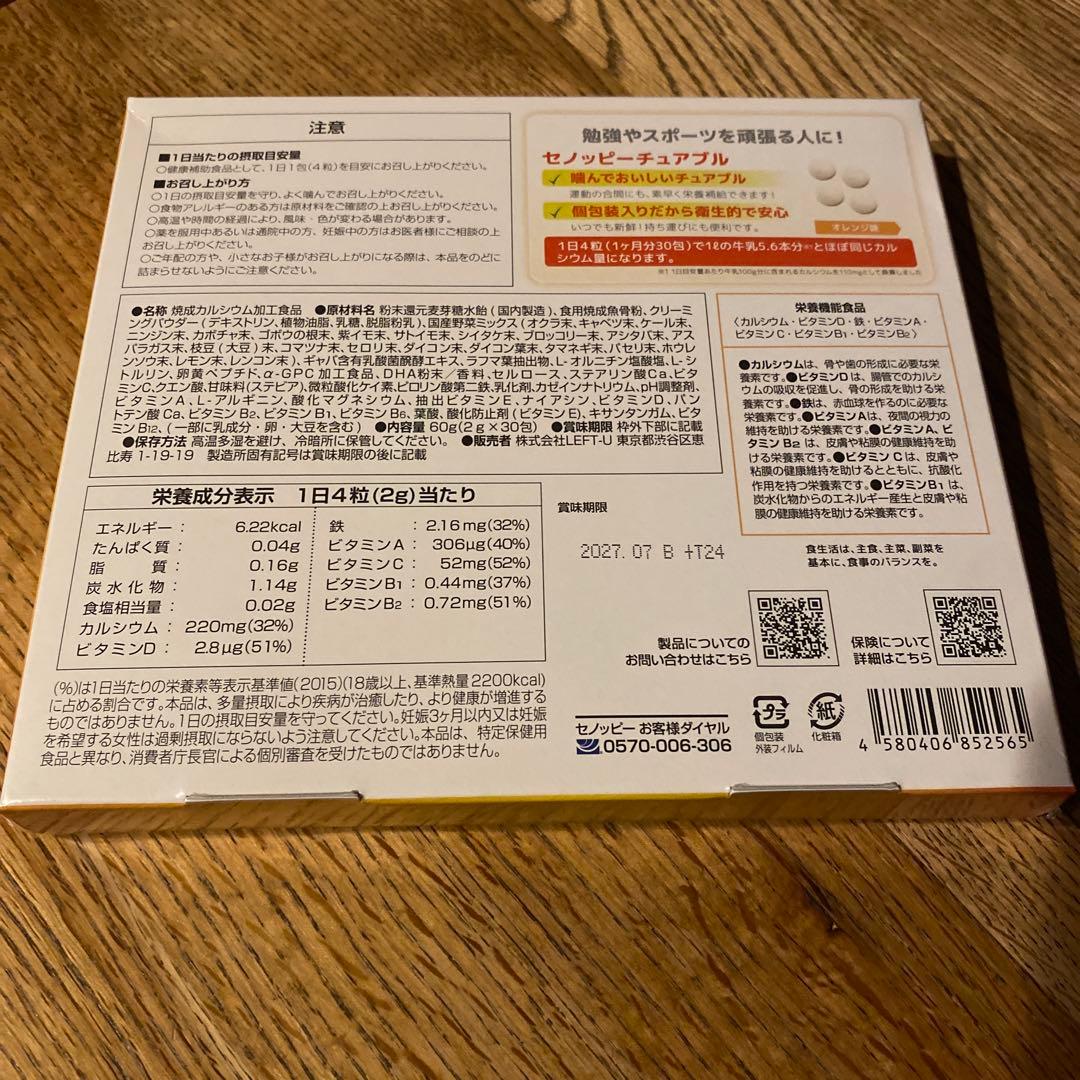 注意
■1日当たりの摂取目安量
○健康補助食品として、1日1包(4粒)を目安にお召し上がりください。
■お召し上がり方
○1日の摂取目安量を守り、よく噛んでお召し上がりください。
○食物アレルギーのある方は原材料をご確認の上お召し上がりください。
○高温や時間の経過により、風味・色が変わる場合があります。
○薬を服用中あるいは通院中の方、妊娠中の方はお医者様にご相談の上
お召し上がりください。
○ご年配の方や、小さなお子様がお召し上がりになる際は、本品をのどに
詰まらせないようにご注意ください。
勉強やスポーツを頑張る人に!
セノッピーチュアブル
噛んでおいしいチュアブル
運動の合間にも、素早く栄養補給できます!
個包装入りだから衛生的で安心
いつでも新鮮!持ち運びにも便利です。
オレンジ味
1日4粒(1ヶ月分30包)で1ℓの牛乳5.6本分※1とほぼ同じカル
シウム量になります。
※1 1日目安量あたり牛乳100g分に含まれるカルシウムを110mgとして換算しました
●名称 焼成カルシウム加工食品 ●原材料名 粉末還元麦芽糖水飴(国内製造)、食用焼成魚骨粉、クリーミ
ングパウダー(デキストリン、植物油脂、乳糖、脱脂粉乳)、国産野菜ミックス(オクラ末、キャベツ末、ケール末、
ニンジン末、カボチャ末、ゴボウの根末、紫イモ末、サトイモ末、シイタケ末、ブロッコリー末、アシタバ末、アス
パラガス末、枝豆(大豆)末、コマツナ末、セロリ末、ダイコン末、ダイコン葉末、タマネギ末、パセリ末、ホウレ
ンソウ末、レモン末、レンコン末)、ギャバ含有乳酸菌醗酵エキス、ラフマ葉抽出物、L-オルニチン塩酸塩、L-シ
トルリン、卵黄ペプチド、α-GPC加工食品、DHA粉末/香料、セルロース、ステアリン酸Ca、ビタ
ミンC、クエン酸、甘味料(ステビア)、微粒酸化ケイ素、ピロリン酸第二鉄、乳化剤、カゼインナトリウム、pH調整剤、
ビタミンA、L-アルギニン、酸化マグネシウム、抽出ビタミンE、ナイアシン、ビタミンD、パン
トテン酸Ca、ビタミンB2、ビタミンB1、ビタミンB6、葉酸、酸化防止剤(ビタミンE)、キサンタンガム、ビタ
ミンB12、(一部に乳成分・卵・大豆を含む) ●内容量 60g(2g×30包) ●賞味期限 枠外下部に記載
●保存方法 高温多湿を避け、冷暗所に保管してください。 ●販売者 株式会社LEFT-U 東京都渋谷区恵
比寿 1-19-19 製造所固有記号は賞味期限の後に記載
栄養機能食品
〈カルシウム・ビタミンD・鉄・ビタミンA・
ビタミンC・ビタミンB1・ビタミンB2〉
●カルシウムは、骨や歯の形成に必要な栄
養素です。●ビタミンDは、腸管でのカルシ
ウムの吸収を促進し、骨の形成を助ける栄
養素です。●鉄は、赤血球を作るのに必要
な栄養素です。●ビタミンAは、夜間の視力の
維持を助ける栄養素です。●ビタミンA、ビ
タミンB2は、皮膚や粘膜の健康維持を助け
る栄養素です。●ビタミンCは、皮膚や粘
膜の健康維持を助けるとともに、抗酸化
作用を持つ栄養素です。●ビタミンB1は、
炭水化物からのエネルギー産生と皮膚や粘
膜の健康維持を助ける栄養素です。
食生活は、主食、主菜、副菜を
基本に、食事のバランスを。
栄養成分表示 1日4粒(2g)当たり
エネルギー: 6.22kcal
たんぱく質: 0.04g
脂質: 0.16g
炭水化物: 1.14g
食塩相当量: 0.02g
カルシウム: 220mg(32%)
ビタミンD: 2.8μg(51%)
鉄: 2.16mg(32%)
ビタミンA: 306μg(40%)
ビタミンC: 52mg(52%)
ビタミンB1: 0.44mg(37%)
ビタミンB2: 0.72mg(51%)
賞味期限
2027.07 B +T24
(%)は1日当たりの栄養素等表示基準値(2015)(18歳以上、基準熱量2200kcal)
に占める割合です。本品は、多量摂取により疾病が治癒したり、より健康が増進する
ものではありません。1日の摂取目安量を守ってください。妊娠3ヶ月以内又は妊娠
を希望する女性は過剰摂取にならないよう注意してください。本品は、特定保健用
食品と異なり、消費者庁長官による個別審査を受けたものではありません。
製品についての
お問い合わせはこちら
保険について
詳細はこちら
セノッピー お客様ダイヤル
0570-006-306
プラ
個包装
外装フィルム
紙
化粧箱
4 580406 852565